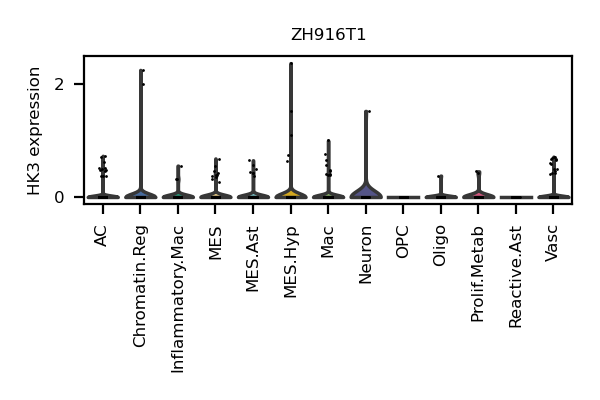 ZH916T1
HK3 expression
2
0
AC
Chromatin.Reg
Inflammatory.Mac
MES
MES.Ast
MES.Hyp
Mac
Neuron
OPC
Oligo
Prolif.Metab
Reactive.Ast
Vasc